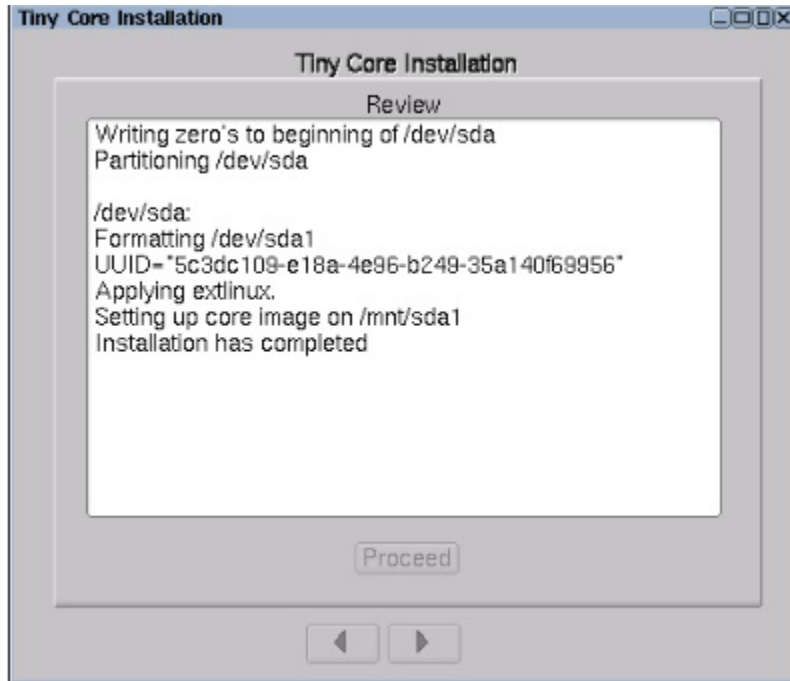 Tiny Core Installation
Tiny Core Installation
Review
Writing zero's to beginning of /dev/sda
Partitioning /dev/sda
/dev/sda:
Formatting /dev/sda1
UUID="5c3dc109-e18a-4e96-b249-35a140f69956"
Applying extlinux.
Setting up core image on /mnt/sda1
Installation has completed
Proceed